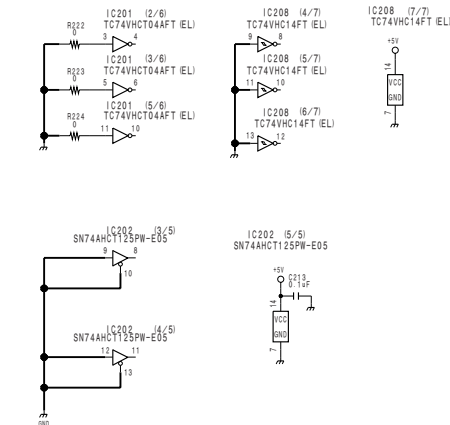 IC201 (2/6)
TC74VHCT04AFT (EL)
R222
0
3 4
IC201 (3/6)
TC74VHCT04AFT (EL)
R223
0
5 6
IC201 (5/6)
TC74VHCT04AFT (EL)
R224
0
11 10
IC208 (4/7)
TC74VHC14FT (EL)
9 8
IC208 (5/7)
TC74VHC14FT (EL)
11 10
IC208 (6/7)
TC74VHC14FT (EL)
13 12
IC208 (7/7)
TC74VHC14FT (EL)
+5V
14
VCC
GND
7
IC202 (3/5)
SN74AHCT125PW-E05
9 8
10
IC202 (4/5)
SN74AHCT125PW-E05
12 11
13
GND
IC202 (5/5)
SN74AHCT125PW-E05
+5V
C213
0.1uF
14
VCC
GND
7